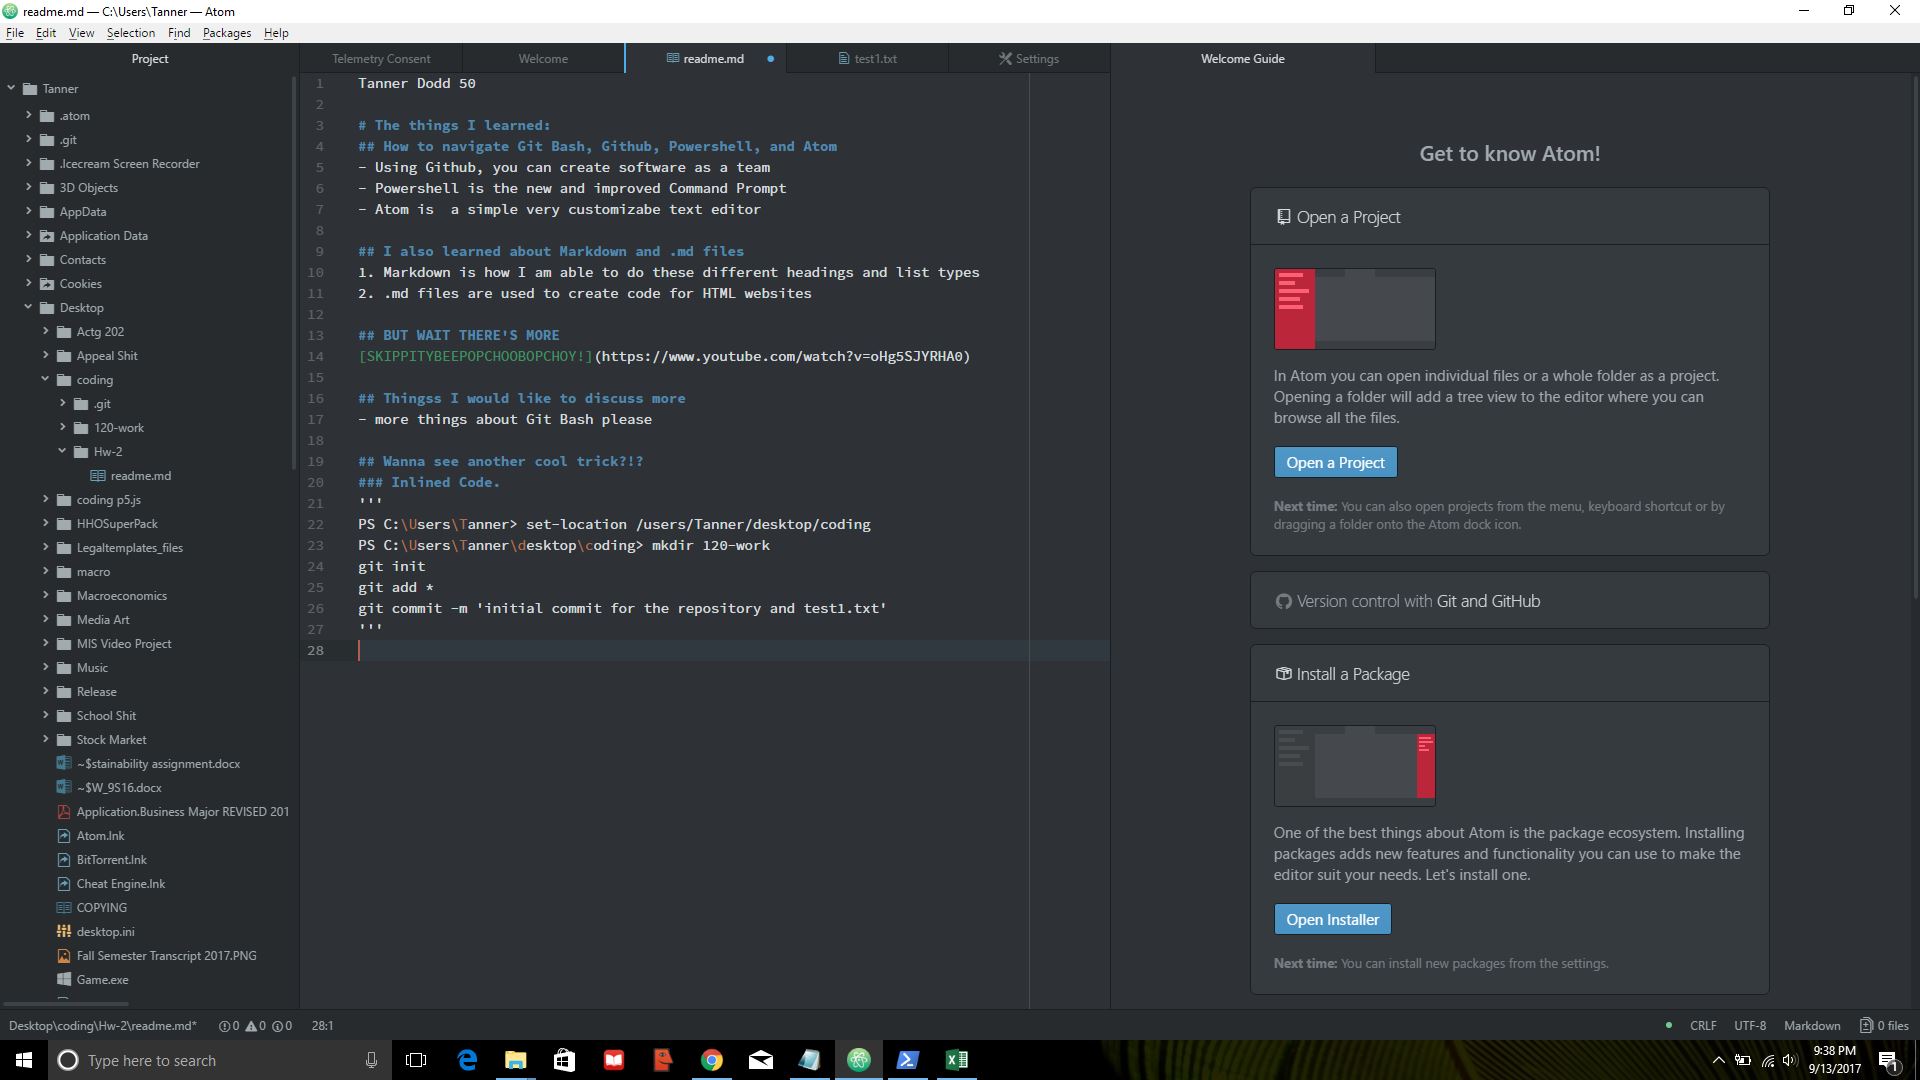 readme.md — C:\Users\Tanner — Atom
File Edit View Selection Find Packages Help
Project
Tanner
.atom
.git
.Icecream Screen Recorder
3D Objects
AppData
Application Data
Contacts
Cookies
Desktop
Actg 202
Appeal Shit
coding
.git
120-work
Hw-2
readme.md
coding p5.js
HHOSuperPack
Legaltemplates_files
macro
Macroeconomics
Media Art
MIS Video Project
Music
Release
School Shit
Stock Market
~$stainability assignment.docx
~$W_9S16.docx
Application.Business Major REVISED 201
Atom.lnk
BitTorrent.lnk
Cheat Engine.lnk
COPYING
desktop.ini
Fall Semester Transcript 2017.PNG
Game.exe
Telemetry Consent Welcome readme.md test1.txt Settings
1 Tanner Dodd 50
2
3 # The things I learned:
4 ## How to navigate Git Bash, Github, Powershell, and Atom
5 - Using Github, you can create software as a team
6 - Powershell is the new and improved Command Prompt
7 - Atom is  a simple very customizabe text editor
8
9 ## I also learned about Markdown and .md files
10 1. Markdown is how I am able to do these different headings and list types
11 2. .md files are used to create code for HTML websites
12
13 ## BUT WAIT THERE'S MORE
14 [SKIPPITYBEEPOPCHOOBOPCHOY!](https://www.youtube.com/watch?v=oHg5SJYRHA0)
15
16 ## Thingss I would like to discuss more
17 - more things about Git Bash please
18
19 ## Wanna see another cool trick?!?
20 ### Inlined Code.
21 '''
22 PS C:\Users\Tanner> set-location /users/Tanner/desktop/coding
23 PS C:\Users\Tanner\desktop\coding> mkdir 120-work
24 git init
25 git add *
26 git commit -m 'initial commit for the repository and test1.txt'
27 '''
28
Welcome Guide
Get to know Atom!
Open a Project
In Atom you can open individual files or a whole folder as a project.
Opening a folder will add a tree view to the editor where you can
browse all the files.
Open a Project
Next time: You can also open projects from the menu, keyboard shortcut or by
dragging a folder onto the Atom dock icon.
Version control with Git and GitHub
Install a Package
One of the best things about Atom is the package ecosystem. Installing
packages adds new features and functionality you can use to make the
editor suit your needs. Let's install one.
Open Installer
Next time: You can install new packages from the settings.
Desktop\coding\Hw-2\readme.md* 0 0 0 28:1 CRLF UTF-8 Markdown 0 files
Type here to search
9:38 PM
9/13/2017
1